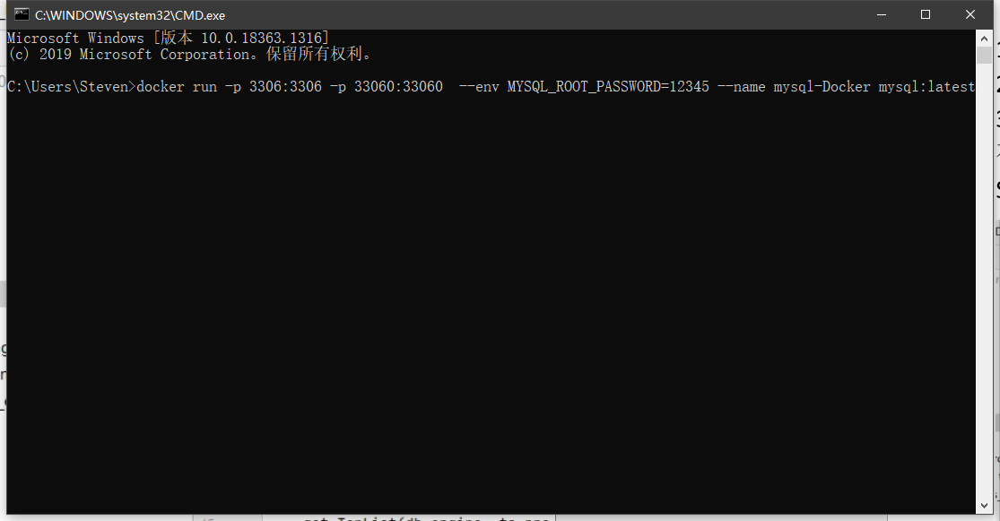 C:\WINDOWS\system32\CMD.exe
Microsoft Windows [版本 10.0.18363.1316]
(c) 2019 Microsoft Corporation。保留所有权利。
C:\Users\Steven>docker run -p 3306:3306 -p 33060:33060  --env MYSQL_ROOT_PASSWORD=12345 --name mysql-Docker mysql:latest